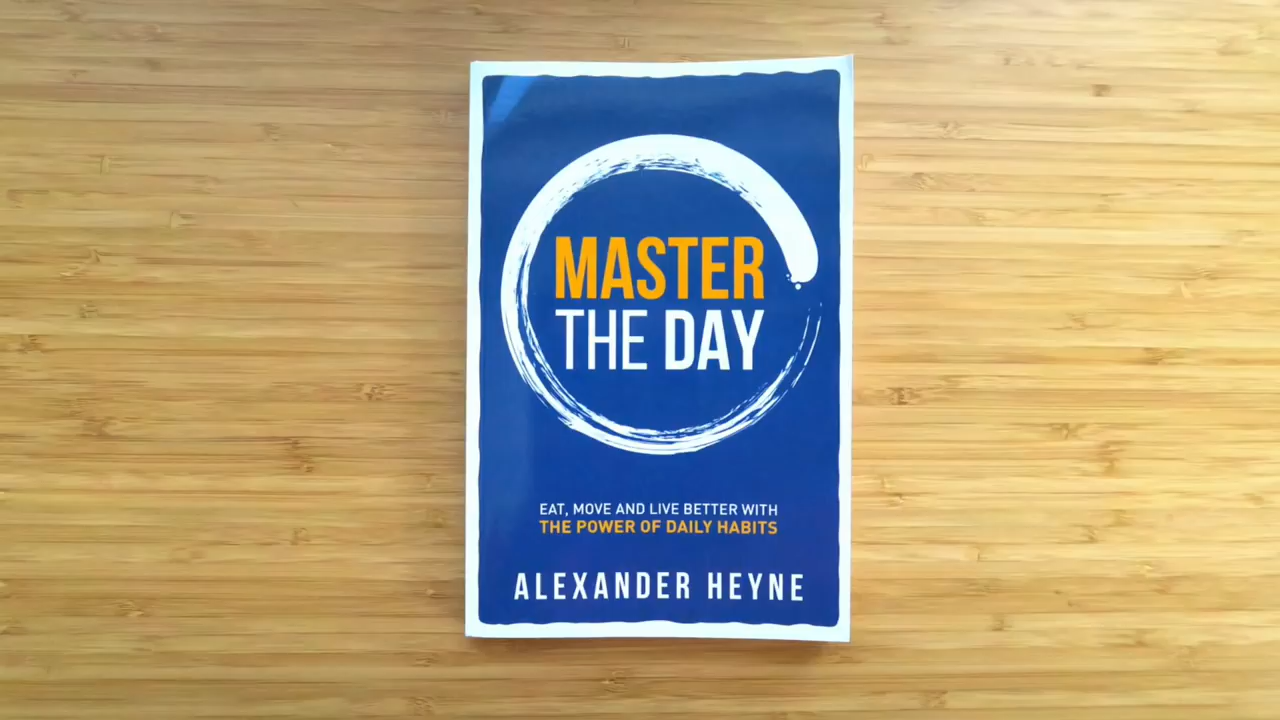 MASTER
THE DAY
EAT, MOVE AND LIVE BETTER WITH
THE POWER OF DAILY HABITS
ALEXANDER HEYNE